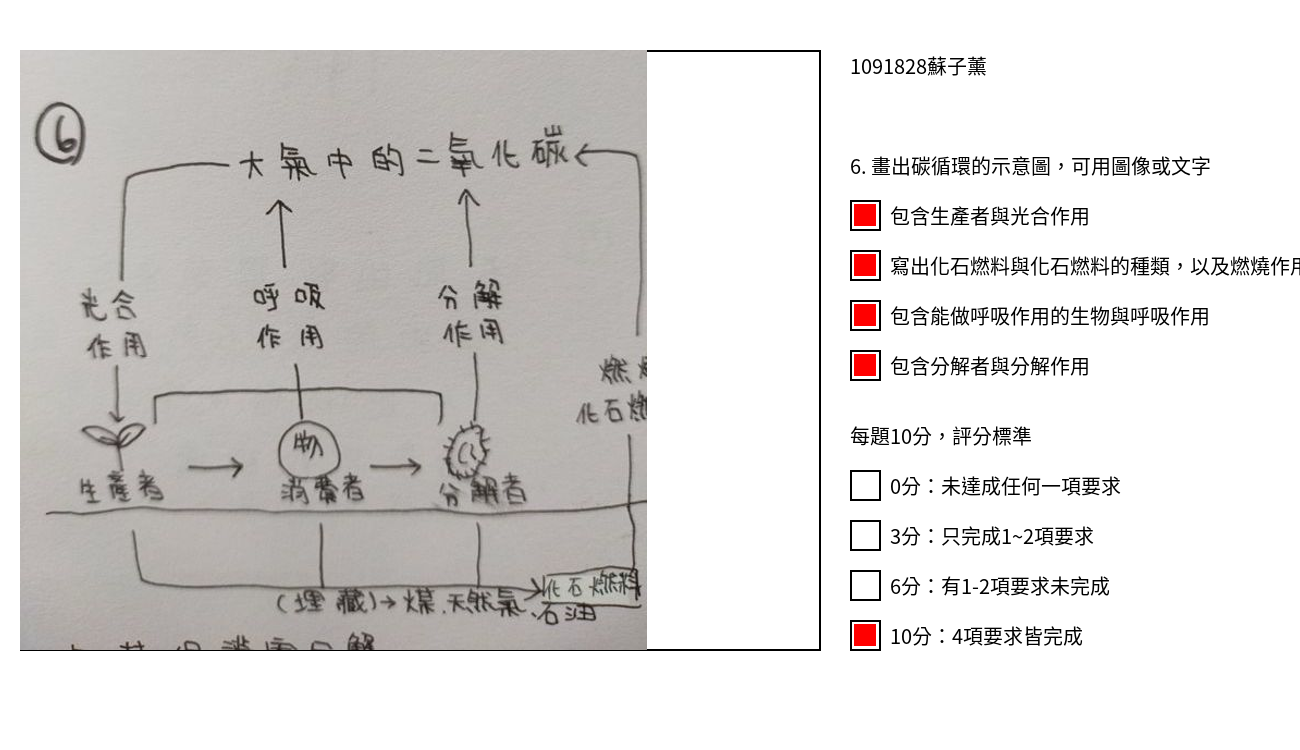 6
大氣中的二氧化碳
光合
作用
呼吸
作用
分解
作用
燃
化石燃
物
生產者
消費者
分解者
化石燃料
(埋藏)→煤.天然氣.石油
1091828蘇子薰
6. 畫出碳循環的示意圖，可用圖像或文字
包含生產者與光合作用
寫出化石燃料與化石燃料的種類，以及燃燒作用
包含能做呼吸作用的生物與呼吸作用
包含分解者與分解作用
每題10分，評分標準
0分：未達成任何一項要求
3分：只完成1~2項要求
6分：有1-2項要求未完成
10分：4項要求皆完成